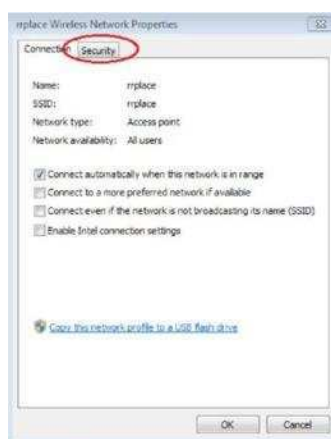 rrplace Wireless Network Properties
Connection Security
Name: rrplace
SSID: rrplace
Network type: Access point
Network availability: All users
Connect automatically when this network is in range
Connect to a more preferred network if available
Connect even if the network is not broadcasting its name (SSID)
Enable Intel connection settings
Copy this network profile to a USB flash drive
OK Cancel